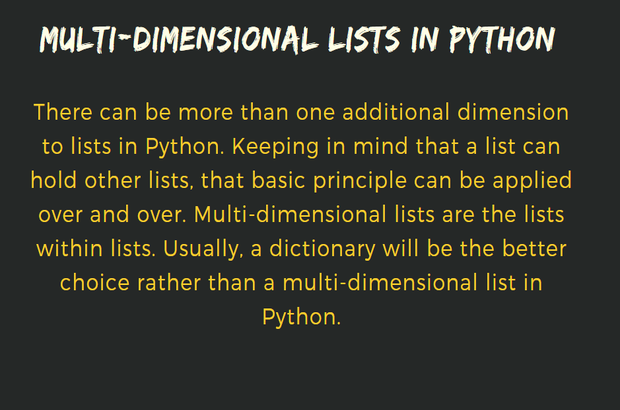 MULTI-DIMENSIONAL LISTS IN PYTHON
There can be more than one additional dimension
to lists in Python. Keeping in mind that a list can
hold other lists, that basic principle can be applied
over and over. Multi-dimensional lists are the lists
within lists. Usually, a dictionary will be the better
choice rather than a multi-dimensional list in
Python.